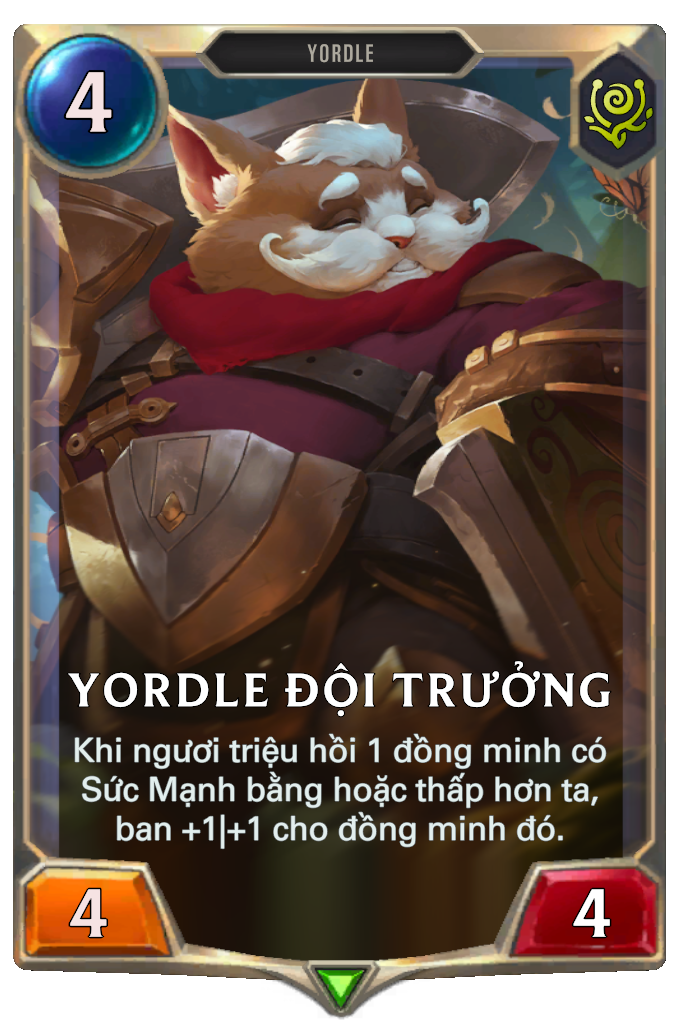 YORDLE
4
YORDLE ĐỘI TRƯỞNG
Khi ngươi triệu hồi 1 đồng minh có
Sức Mạnh bằng hoặc thấp hơn ta,
ban +1|+1 cho đồng minh đó.
4
4